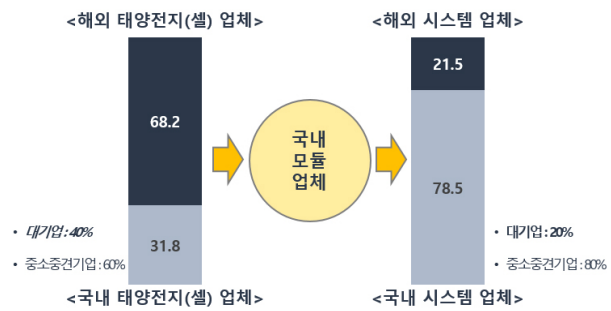 <해외 태양전지(셀) 업체>
<해외 시스템 업체>
68.2
31.8
국내
모듈
업체
21.5
78.5
• 대기업 : 40%
• 중소중견기업 : 60%
• 대기업 : 20%
• 중소중견기업 : 80%
<국내 태양전지(셀) 업체>
<국내 시스템 업체>